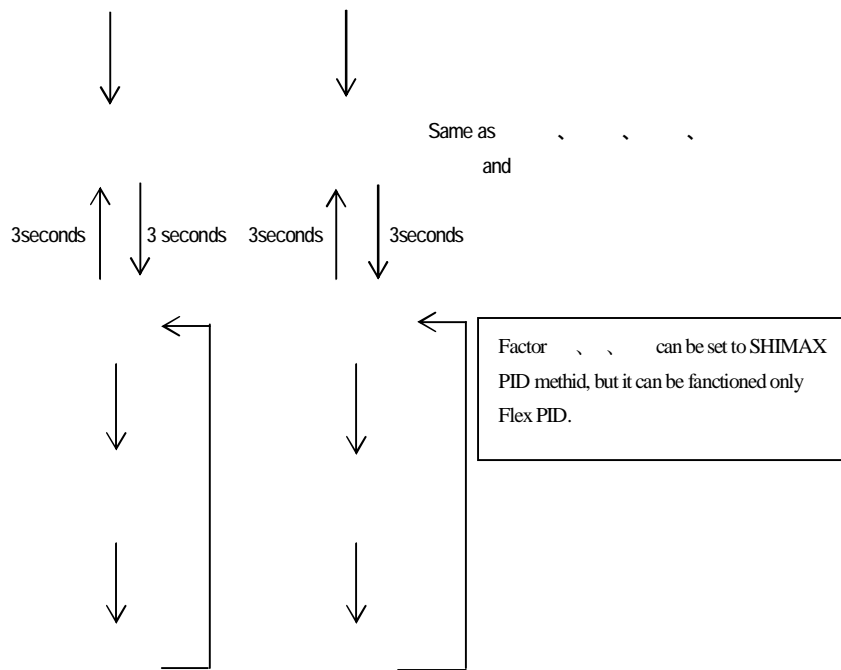 Same as 、 、 、
and
3seconds 3 seconds 3seconds 3seconds
Factor 、 、 can be set to SHIMAX
PID methid, but it can be fanctioned only
Flex PID.